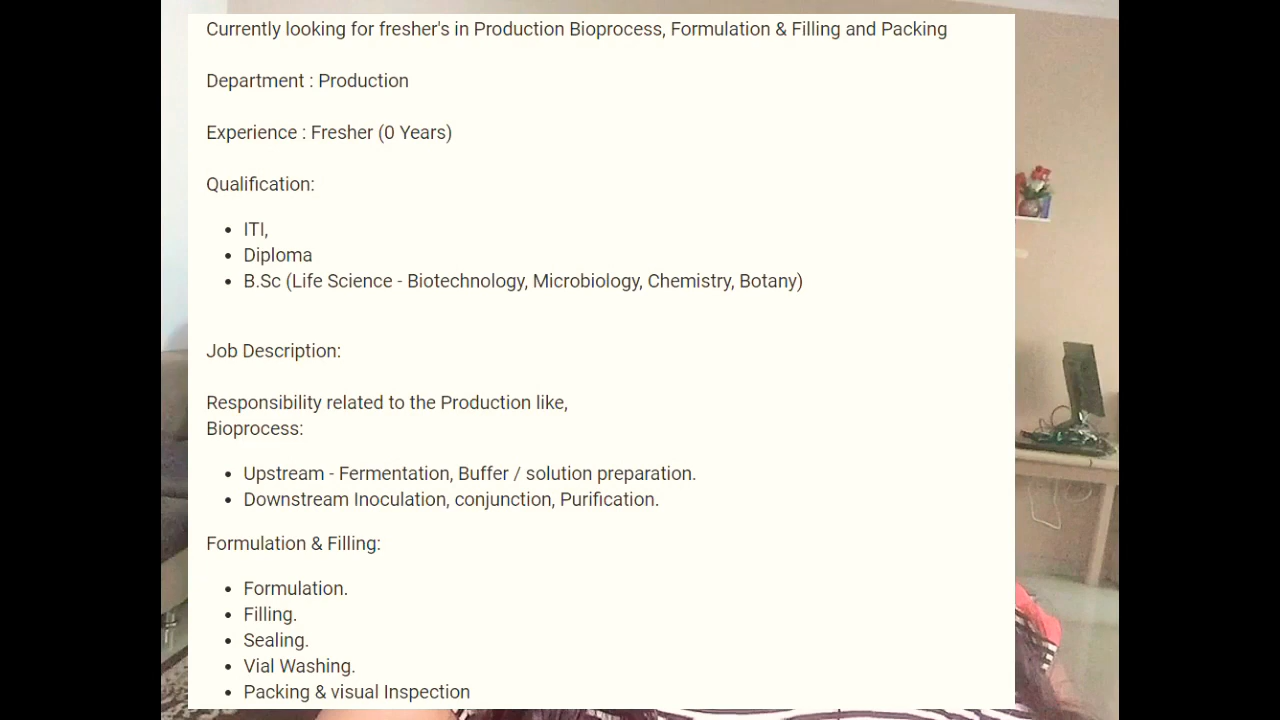 Currently looking for fresher's in Production Bioprocess, Formulation & Filling and Packing
Department : Production
Experience : Fresher (0 Years)
Qualification:
• ITI,
• Diploma
• B.Sc (Life Science - Biotechnology, Microbiology, Chemistry, Botany)
Job Description:
Responsibility related to the Production like,
Bioprocess:
• Upstream - Fermentation, Buffer / solution preparation.
• Downstream Inoculation, conjunction, Purification.
Formulation & Filling:
• Formulation.
• Filling.
• Sealing.
• Vial Washing.
• Packing & visual Inspection